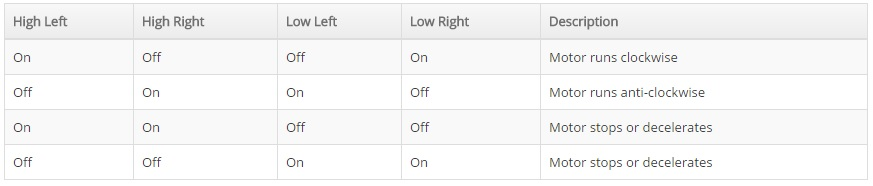 High Left High Right Low Left Low Right Description
On Off Off On Motor runs clockwise
Off On On Off Motor runs anti-clockwise
On On Off Off Motor stops or decelerates
Off Off On On Motor stops or decelerates